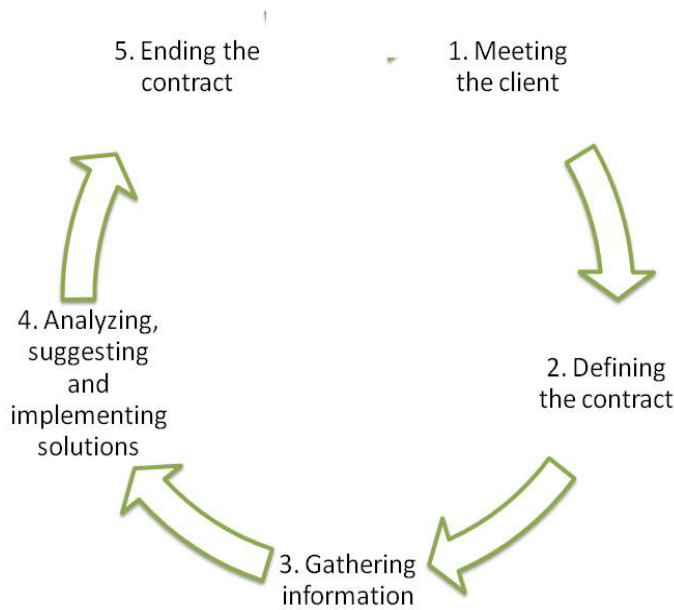 1. Meeting
the client
2. Defining
the contract
3. Gathering
information
4. Analyzing,
suggesting
and
implementing
solutions
5. Ending the
contract